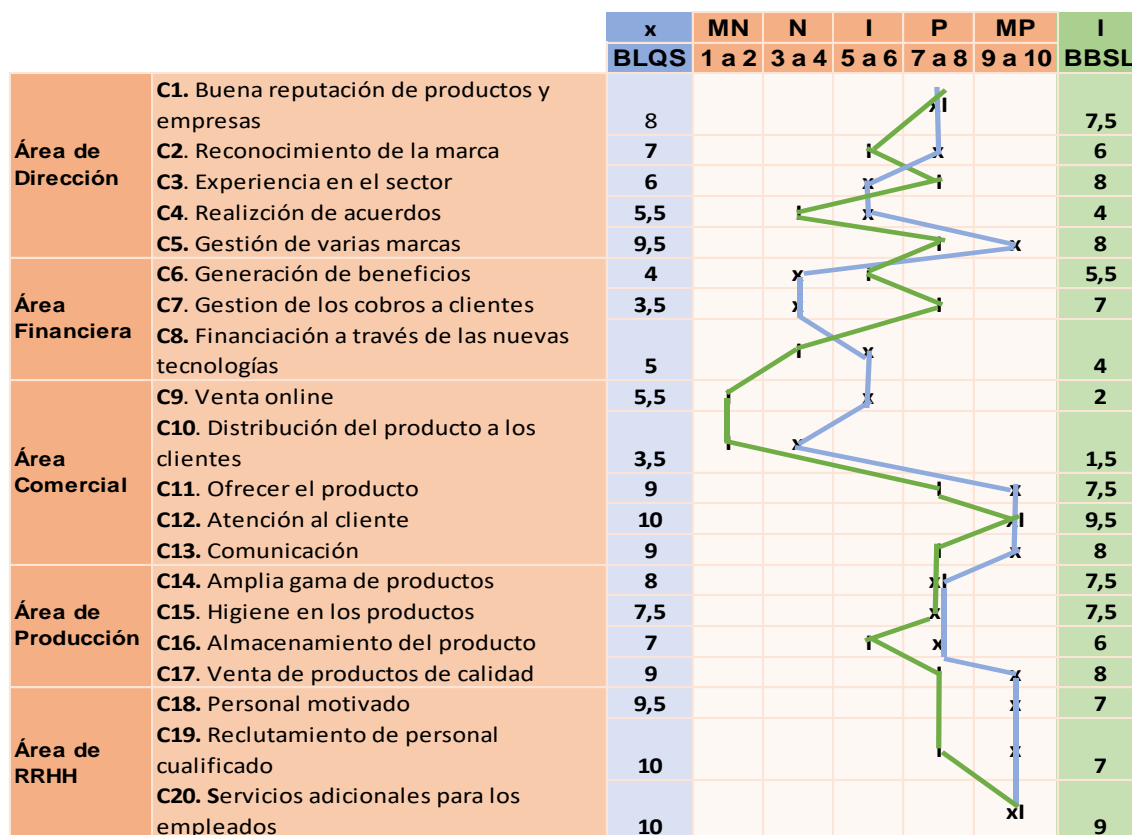 x MN N I P MP I
BLQS 1 a 2 3 a 4 5 a 6 7 a 8 9 a 10 BBSL
Área de Dirección
C1. Buena reputación de productos y
empresas 8 xI 7,5
C2. Reconocimiento de la marca 7 I x 6
C3. Experiencia en el sector 6 x I 8
C4. Realizción de acuerdos 5,5 I x 4
C5. Gestión de varias marcas 9,5 I x 8
Área Financiera
C6. Generación de beneficios 4 x I 5,5
C7. Gestion de los cobros a clientes 3,5 x I 7
C8. Financiación a través de las nuevas
tecnologías 5 I x 4
Área Comercial
C9. Venta online 5,5 I x 2
C10. Distribución del producto a los
clientes 3,5 I x 1,5
C11. Ofrecer el producto 9 I x 7,5
C12. Atención al cliente 10 xI 9,5
C13. Comunicación 9 I x 8
Área de Producción
C14. Amplia gama de productos 8 xI 7,5
C15. Higiene en los productos 7,5 x 7,5
C16. Almacenamiento del producto 7 I x 6
C17. Venta de productos de calidad 9 I x 8
Área de RRHH
C18. Personal motivado 9,5 x 7
C19. Reclutamiento de personal
cualificado 10 I x 7
C20. Servicios adicionales para los
empleados 10 xI 9